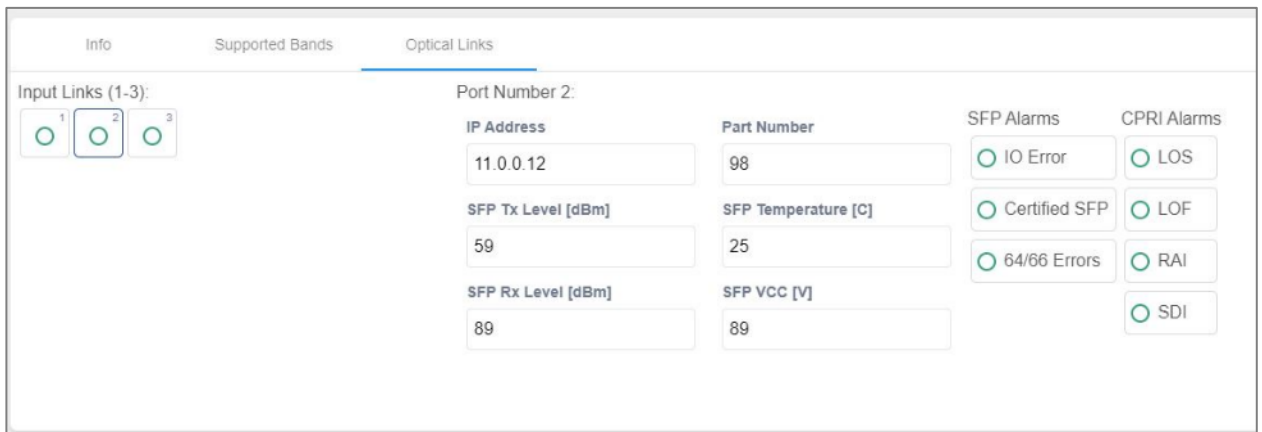 Info Supported Bands Optical Links
Input Links (1-3):
1 2 3
Port Number 2:
IP Address Part Number
11.0.0.12 98
SFP Tx Level [dBm] SFP Temperature [C]
59 25
SFP Rx Level [dBm] SFP VCC [V]
89 89
SFP Alarms
IO Error
Certified SFP
64/66 Errors
CPRI Alarms
LOS
LOF
RAI
SDI